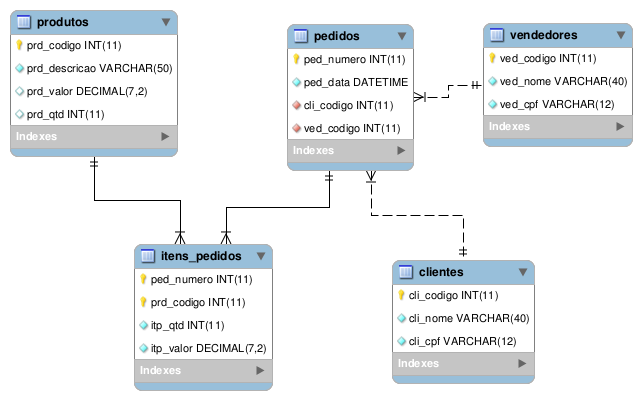 produtos
prd_codigo INT(11)
prd_descricao VARCHAR(50)
prd_valor DECIMAL(7,2)
prd_qtd INT(11)
Indexes
pedidos
ped_numero INT(11)
ped_data DATETIME
cli_codigo INT(11)
ved_codigo INT(11)
Indexes
vendedores
ved_codigo INT(11)
ved_nome VARCHAR(40)
ved_cpf VARCHAR(12)
Indexes
itens_pedidos
ped_numero INT(11)
prd_codigo INT(11)
itp_qtd INT(11)
itp_valor DECIMAL(7,2)
Indexes
clientes
cli_codigo INT(11)
cli_nome VARCHAR(40)
cli_cpf VARCHAR(12)
Indexes